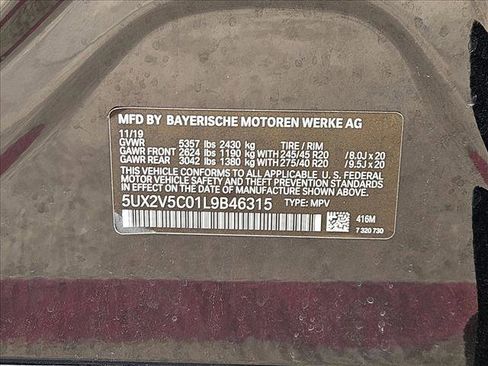 MFD BY BAYERISCHE MOTOREN WERKE AG
11/19
GVWR 5357 lbs 2430 kg TIRE / RIM
GAWR FRONT 2624 lbs 1190 kg WITH 245/45 R20 /8.0J x 20
GAWR REAR 3042 lbs 1380 kg WITH 275/40 R20 /9.5J x 20
THIS VEHICLE CONFORMS TO ALL APPLICABLE U.S. FEDERAL
MOTOR VEHICLE SAFETY AND THEFT PREVENTION STANDARDS
IN EFFECT ON THE DATE OF MANUFACTURE SHOWN ABOVE.
5UX2V5C01L9B46315 TYPE: MPV
416M
7 320 730